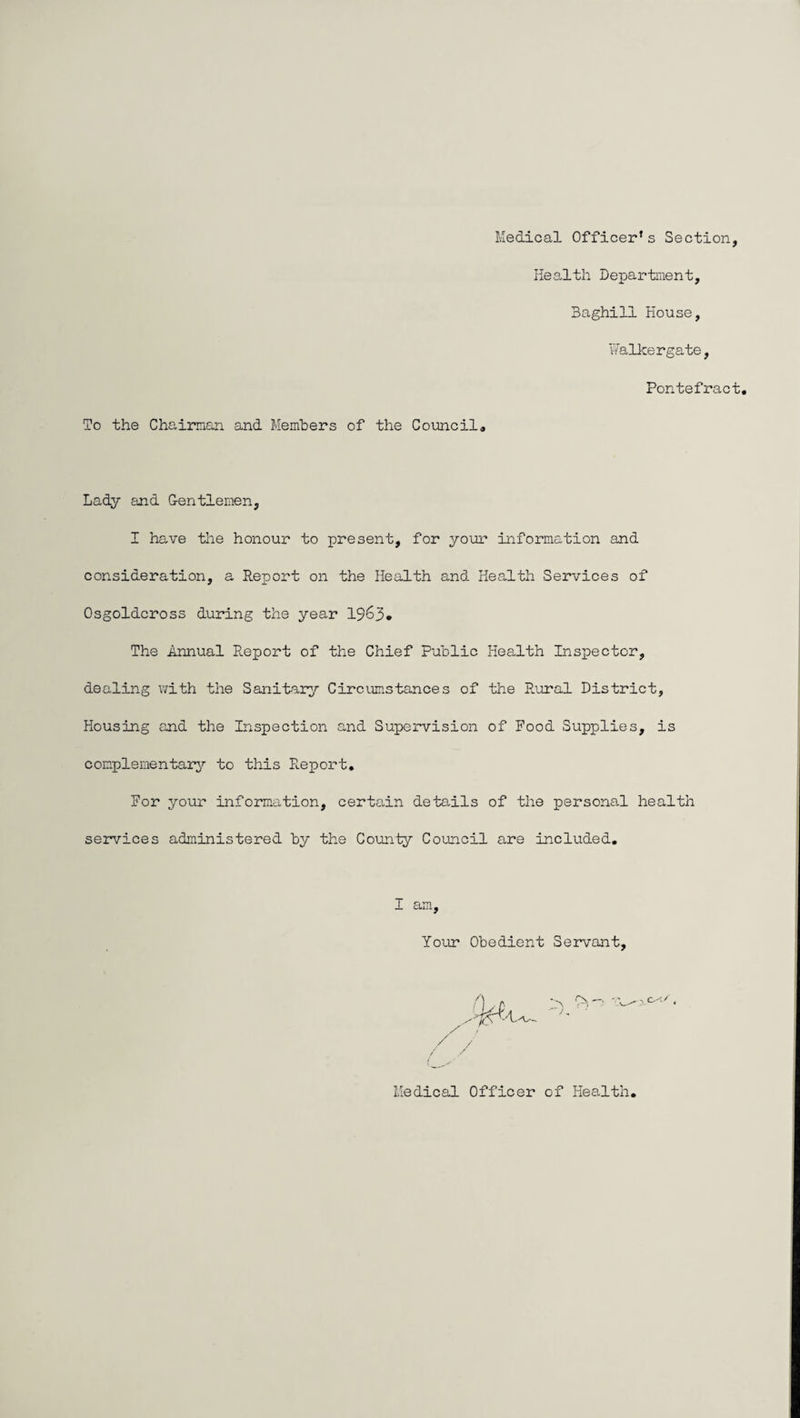 Medical Officer's Section,
Health Department,
Baghill House,
Walkergate,
Pontefract.
To the Chairman and Members of the Council.
Lady and Gentlemen,
I have the honour to present, for your information and
consideration, a Report on the Health and Health Services of
Osgoldcross during the year 1963.
The Annual Report of the Chief Public Health Inspector,
dealing with the Sanitary Circumstances of the Rural District,
Housing and the Inspection and Supervision of Food Supplies, is
complementary to this Report.
For your information, certain details of the personal health
services administered by the County Council are included.
I am,
Your Obedient Servant,
John
Medical Officer of Health.